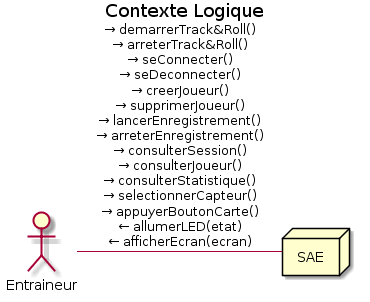 Contexte Logique
→ demarrerTrack&Roll()
→ arreterTrack&Roll()
→ seConnecter()
→ seDeconnecter()
→ creerJoueur()
→ supprimerJoueur()
→ lancerEnregistrement()
→ arreterEnregistrement()
→ consulterSession()
→ consulterJoueur()
→ consulterStatistique()
→ selectionnerCapteur()
→ appuyerBoutonCarte()
← allumerLED(etat)
← afficherEcran(ecran)
SAE
Entraineur